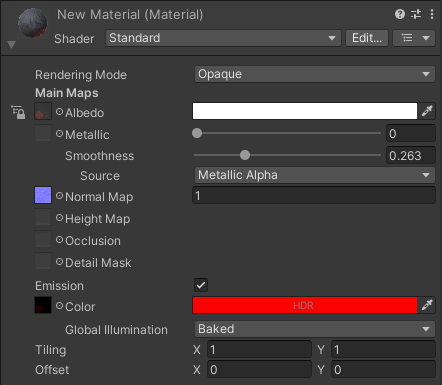 New Material (Material)
Shader Standard Edit...
Rendering Mode Opaque
Main Maps
Albedo
Metallic 0
Smoothness 0.263
Source Metallic Alpha
Normal Map 1
Height Map
Occlusion
Detail Mask
Emission
Color HDR
Global Illumination Baked
Tiling X 1 Y 1
Offset X 0 Y 0